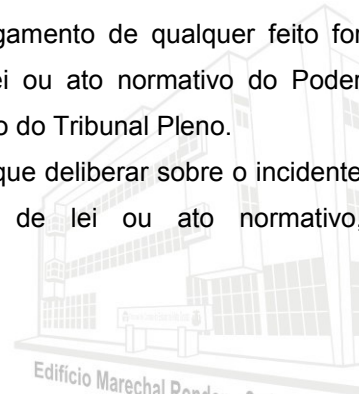 gamento de qualquer feito for
ei ou ato normativo do Poder
o do Tribunal Pleno.
que deliberar sobre o incidente
de lei ou ato normativo,
Edifício Marechal